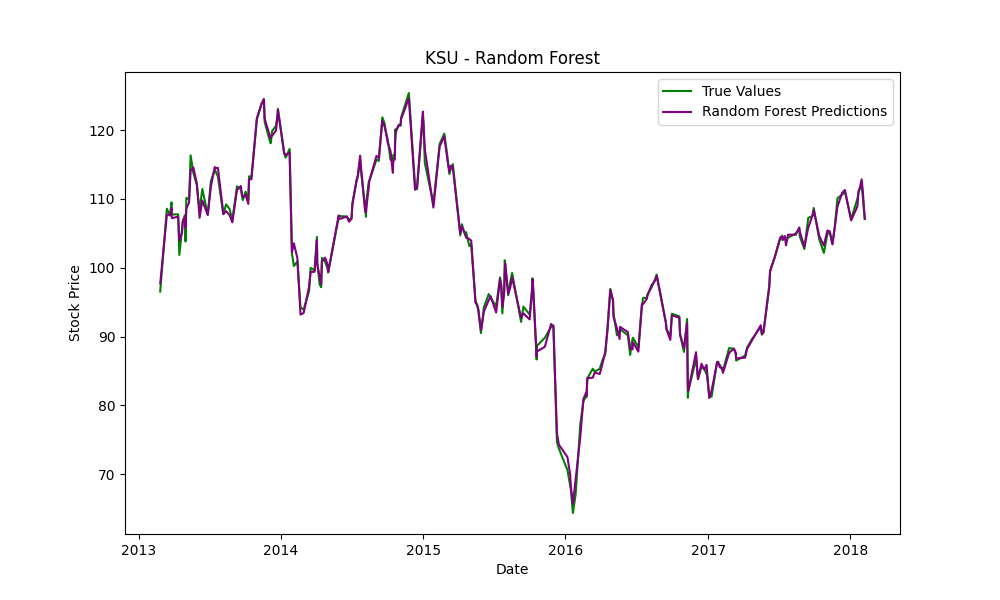 KSU - Random Forest
True Values
Random Forest Predictions
Stock Price
120
110
100
90
80
70
2013
2014
2015
2016
2017
2018
Date